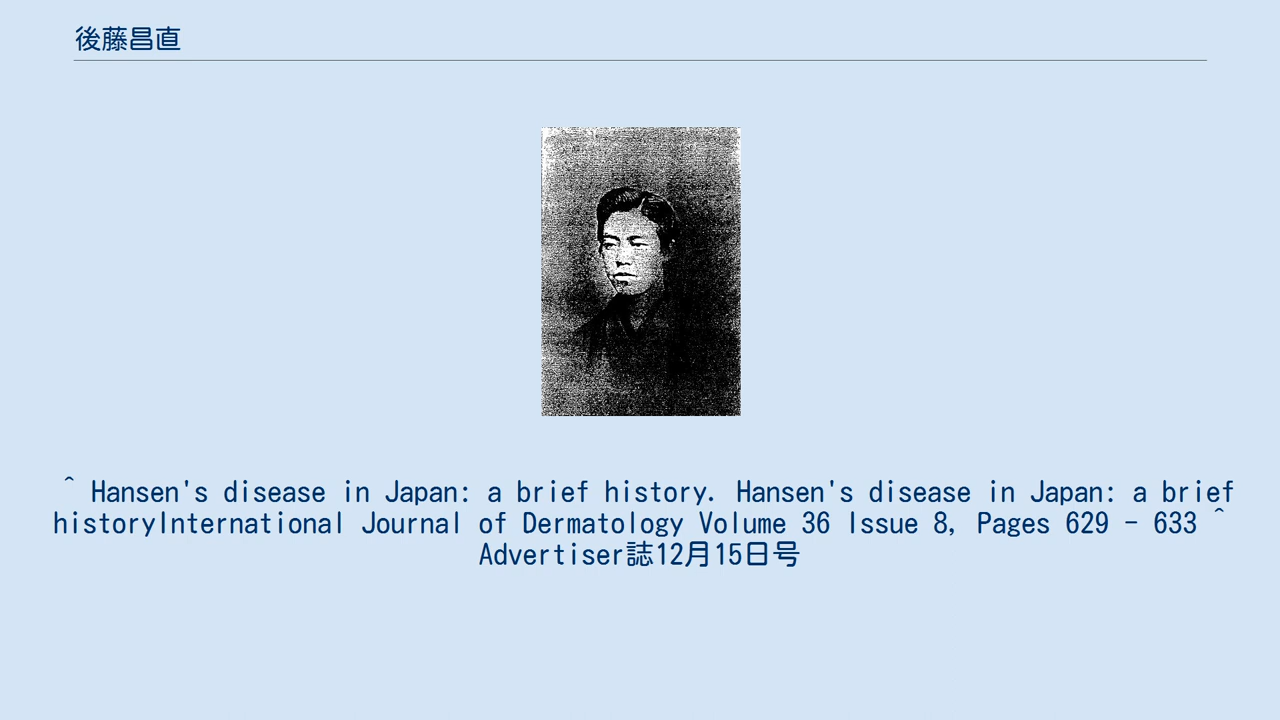 後藤昌直
^ Hansen's disease in Japan: a brief history. Hansen's disease in Japan: a brief
historyInternational Journal of Dermatology Volume 36 Issue 8, Pages 629 - 633 ^
Advertiser誌12月15日号